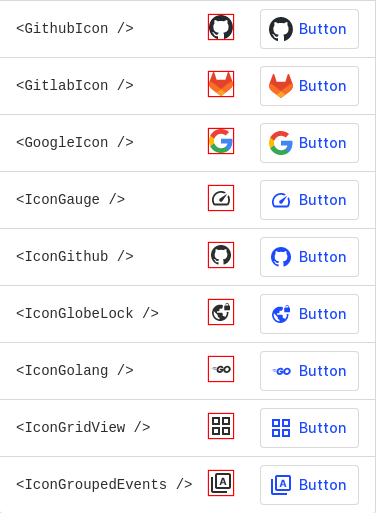 <GithubIcon /> Button
<GitlabIcon /> Button
<GoogleIcon /> Button
<IconGauge /> Button
<IconGithub /> Button
<IconGlobeLock /> Button
<IconGolang /> GO GO Button
<IconGridView /> Button
<IconGroupedEvents /> A A Button